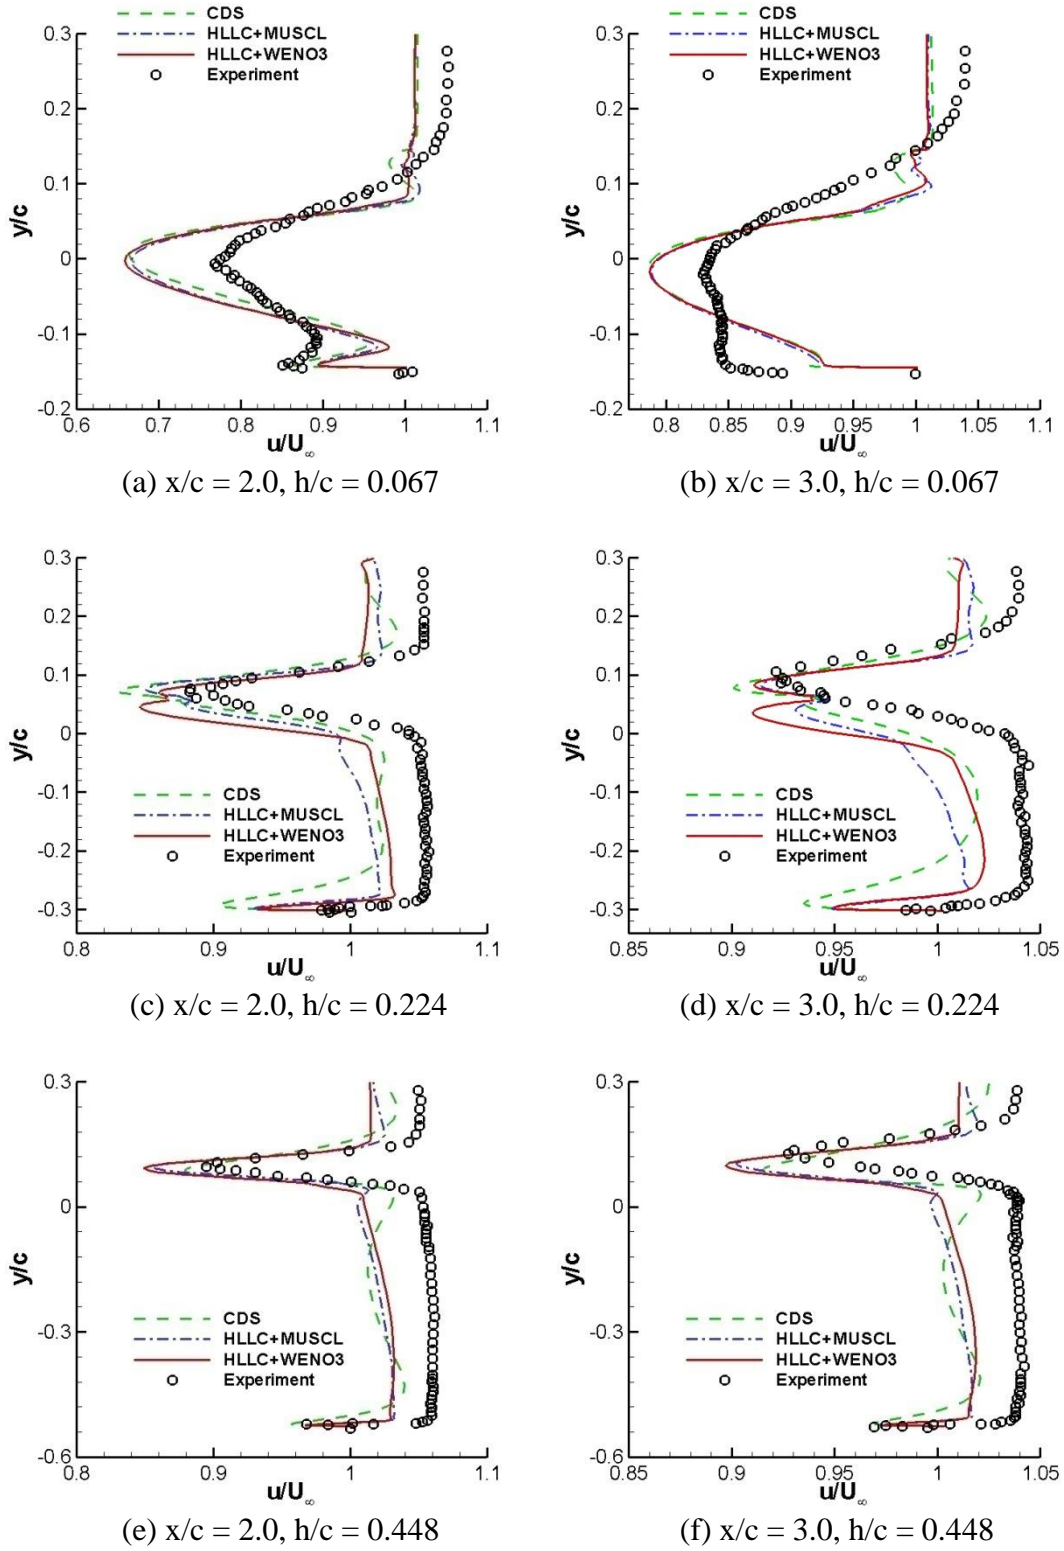 CDS
HLLC+MUSCL
HLLC+WENO3
Experiment
0.3
0.2
0.1
0
-0.1
-0.2
y/c
0.6 0.7 0.8 0.9 1 1.1
u/U∞
(a) x/c = 2.0, h/c = 0.067
CDS
HLLC+MUSCL
HLLC+WENO3
Experiment
0.3
0.2
0.1
0
-0.1
-0.2
y/c
0.8 0.85 0.9 0.95 1 1.05 1.1
u/U∞
(b) x/c = 3.0, h/c = 0.067
0.3
0.2
0.1
0
-0.1
-0.2
-0.3
y/c
CDS
HLLC+MUSCL
HLLC+WENO3
Experiment
0.8 0.9 1 1.1
u/U∞
(c) x/c = 2.0, h/c = 0.224
0.3
0.2
0.1
0
-0.1
-0.2
-0.3
y/c
CDS
HLLC+MUSCL
HLLC+WENO3
Experiment
0.85 0.9 0.95 1 1.05
u/U∞
(d) x/c = 3.0, h/c = 0.224
0.3
0
-0.3
-0.6
y/c
CDS
HLLC+MUSCL
HLLC+WENO3
Experiment
0.8 0.9 1 1.1
u/U∞
(e) x/c = 2.0, h/c = 0.448
0.3
0
-0.3
-0.6
y/c
CDS
HLLC+MUSCL
HLLC+WENO3
Experiment
0.85 0.9 0.95 1 1.05
u/U∞
(f) x/c = 3.0, h/c = 0.448